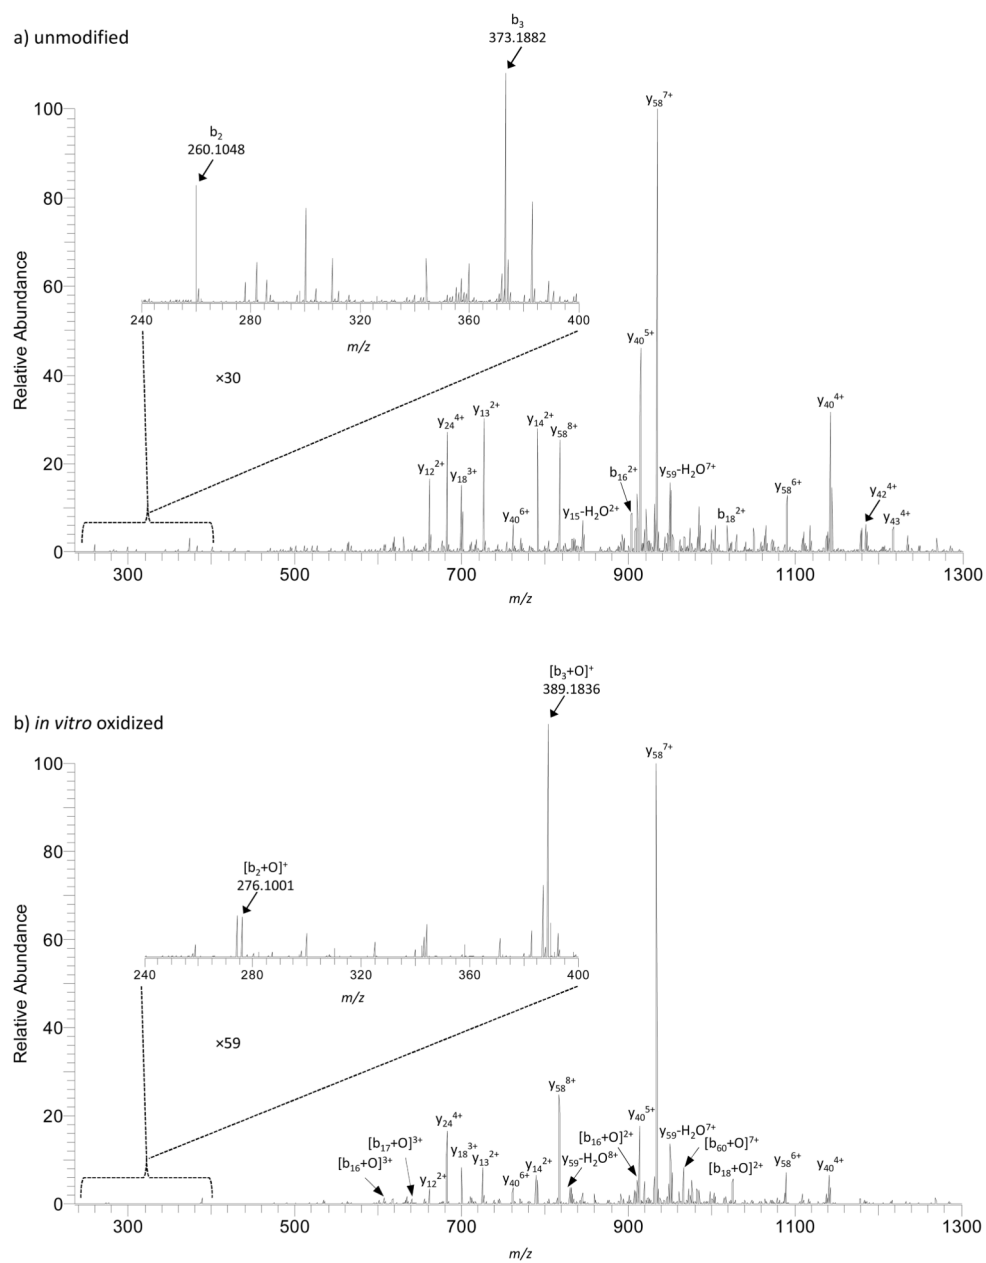 b3
373.1882
a) unmodified
y58 7+
100
b2
260.1048
80
60
240 280 320 360 400
m/z
y40 5+
×30
40
y40 4+
y24 4+ y13 2+ y14 2+
y58 8+
y12 2+ y18 3+
b16 2+ y59-H2O7+
20
y40 6+ y15-H2O2+ b18 2+ y58 6+ y42 4+
y43 4+
0
Relative Abundance
300 500 700 900 1100 1300
m/z
[b3+O]+
389.1836
b) in vitro oxidized
y58 7+
100
80
[b2+O]+
276.1001
60
240 280 320 360 400
m/z
×59
40
y58 8+
20
y24 4+ y40 5+
[b17+O]3+ y18 3+ y13 2+ [b16+O]2+ y59-H2O7+ [b60+O]7+
[b16+O]3+ y12 2+ y40 6+ y14 2+ y59-H2O8+ [b18+O]2+ y58 6+ y40 4+
0
Relative Abundance
300 500 700 900 1100 1300
m/z